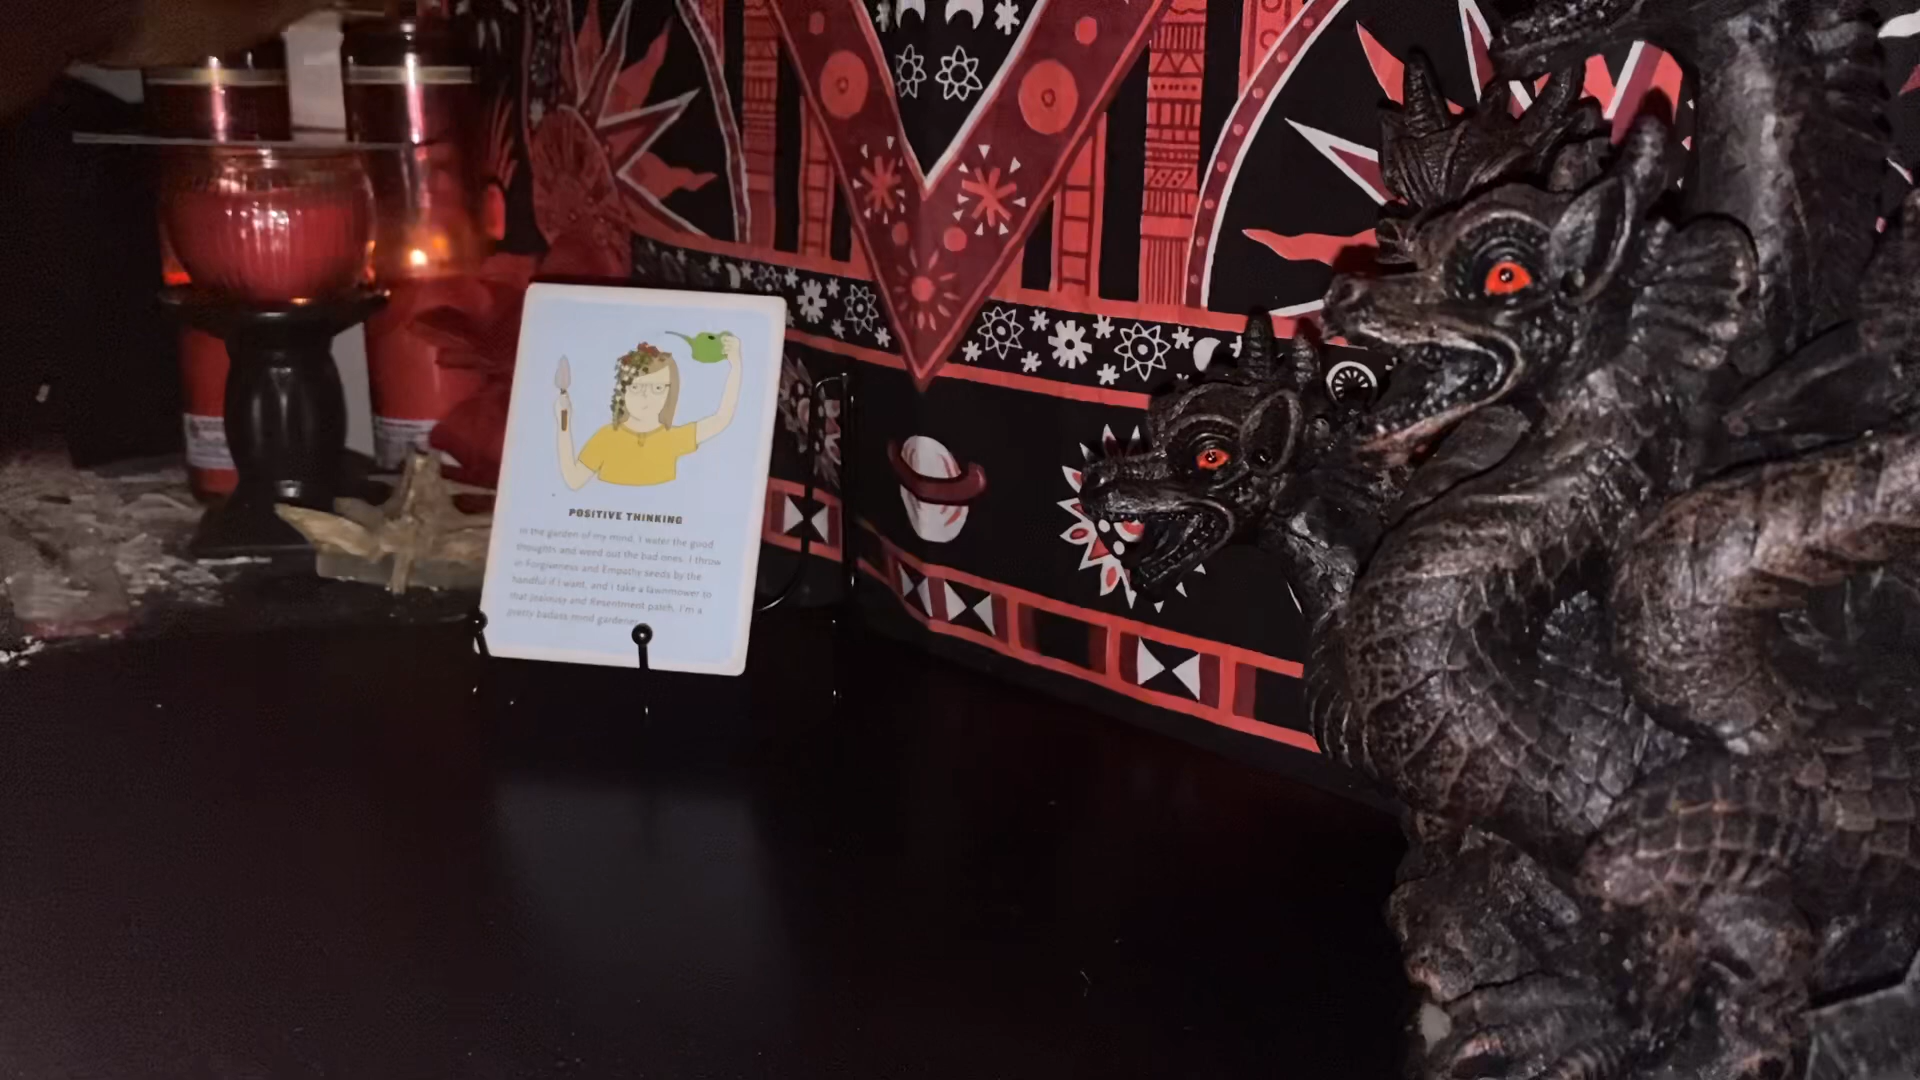 POSITIVE THINKING
In the garden of my mind, I water the good
thoughts and weed out the bad ones. I throw
in Forgiveness and Empathy seeds by the
handful if I want, and I take a lawnmower to
that Jealousy and Resentment patch. I'm a
pretty badass mind gardener.